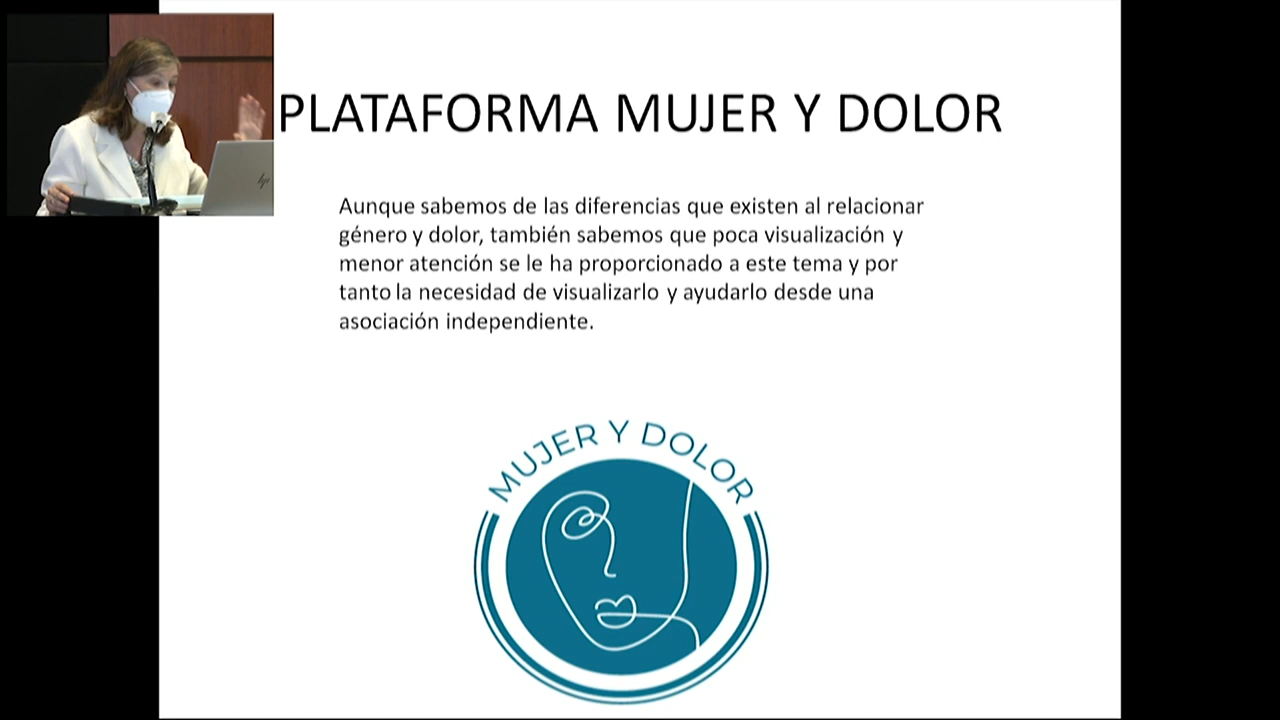 PLATAFORMA MUJER Y DOLOR
Aunque sabemos de las diferencias que existen al relacionar
género y dolor, también sabemos que poca visualización y
menor atención se le ha proporcionado a este tema y por
tanto la necesidad de visualizarlo y ayudarlo desde una
asociación independiente.
MUJER Y DOLOR
hp